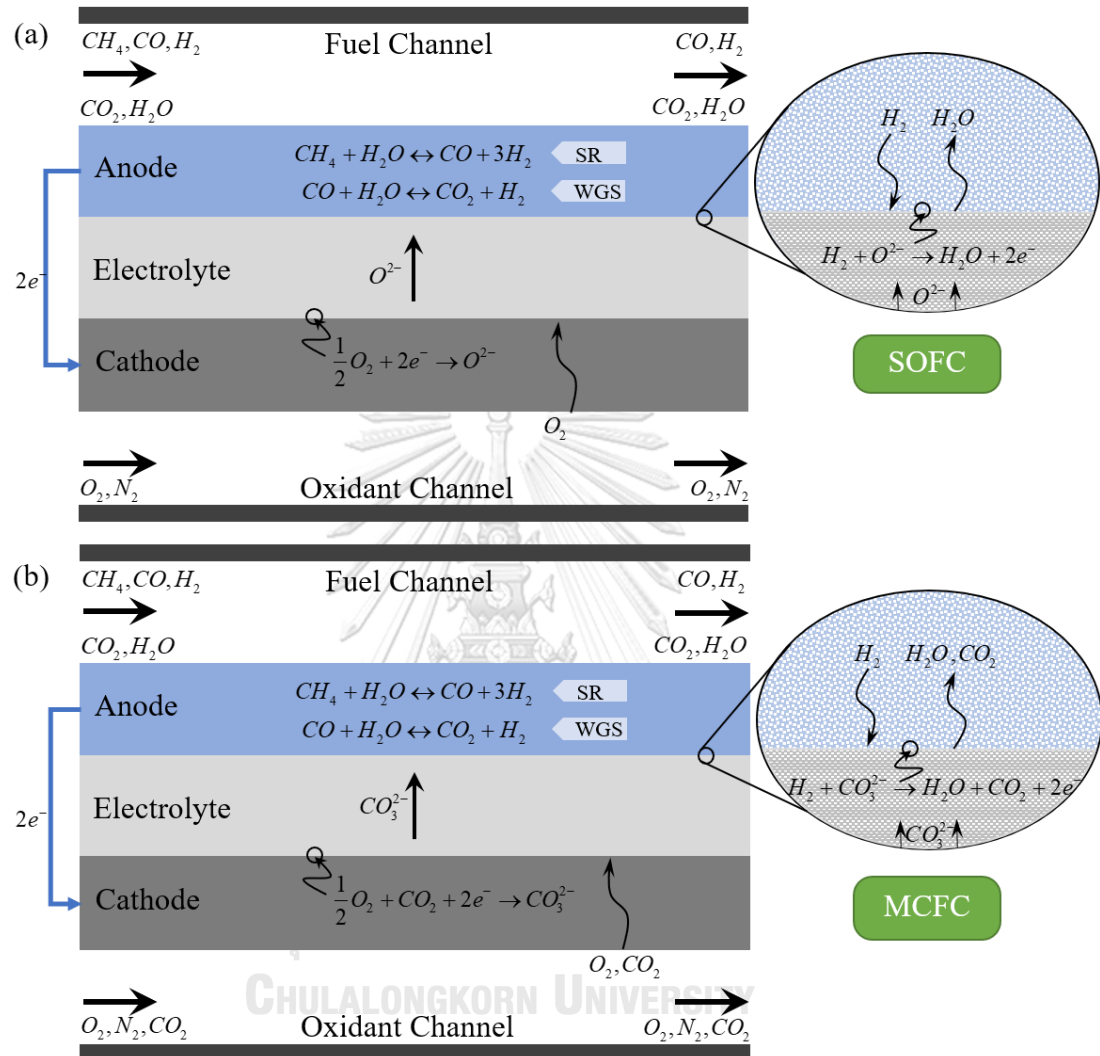 (a)
CH₄, CO, H₂
Fuel Channel
CO, H₂
CO₂, H₂O
CO₂, H₂O
Anode
CH₄ + H₂O ↔ CO + 3H₂
SR
CO + H₂O ↔ CO₂ + H₂
WGS
2e⁻
Electrolyte
O²⁻
Cathode
½O₂ + 2e⁻ → O²⁻
O₂
O₂, N₂
Oxidant Channel
O₂, N₂
H₂
H₂O
H₂ + O²⁻ → H₂O + 2e⁻
O²⁻
SOFC
(b)
CH₄, CO, H₂
Fuel Channel
CO, H₂
CO₂, H₂O
CO₂, H₂O
Anode
CH₄ + H₂O ↔ CO + 3H₂
SR
CO + H₂O ↔ CO₂ + H₂
WGS
2e⁻
Electrolyte
CO₃²⁻
Cathode
½O₂ + CO₂ + 2e⁻ → CO₃²⁻
O₂, CO₂
CHULALONGKORN UNIVERSITY
O₂, N₂, CO₂
Oxidant Channel
O₂, N₂, CO₂
H₂
H₂O, CO₂
H₂ + CO₃²⁻ → H₂O + CO₂ + 2e⁻
CO₃²⁻
MCFC